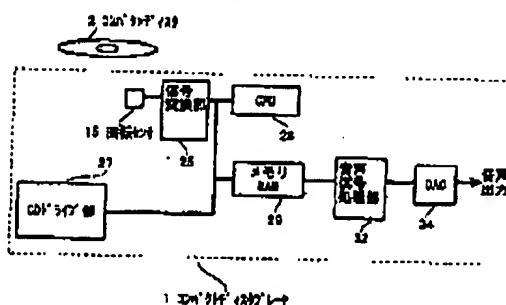 2 コンパクトディスク
信号
変換部
CPU
15 回転センサ
25
28
27
CDドライブ部
メモリ
RAM
29
音声
信号
処理部
32
DAC
34
音声
出力
1 コンパクトディスクプレーヤ